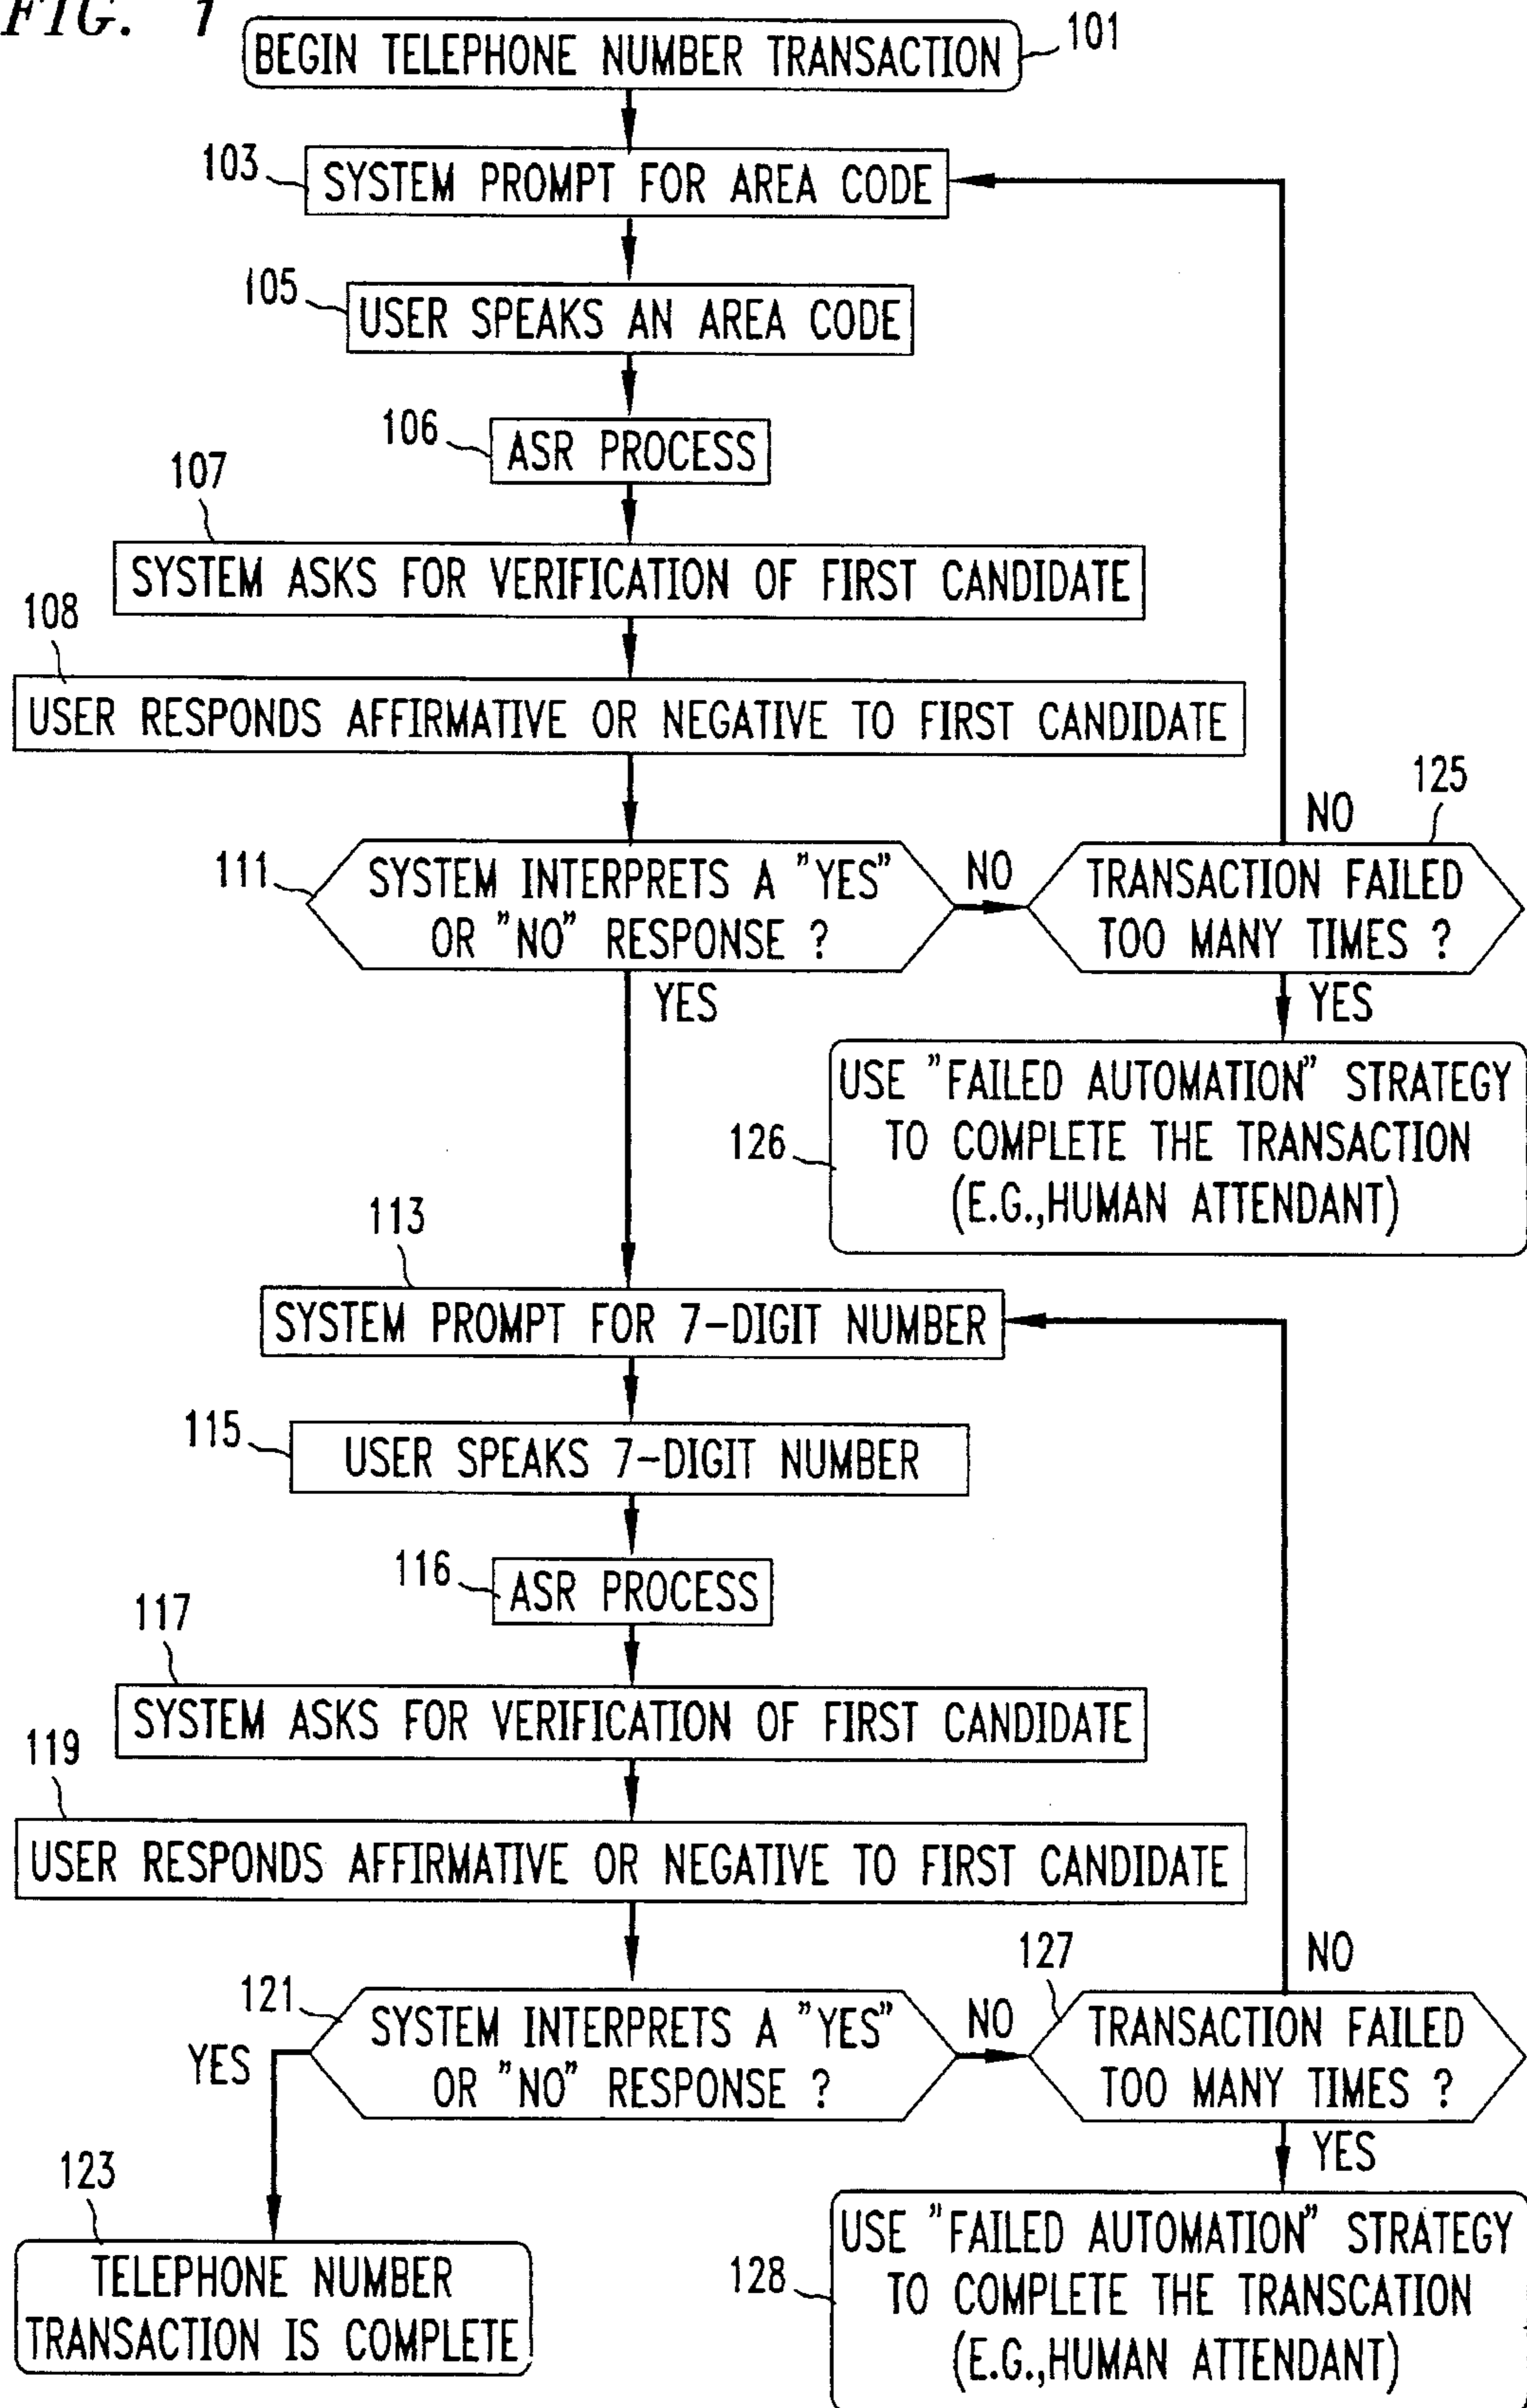 FIG. 1
BEGIN TELEPHONE NUMBER TRANSACTION
101
103
SYSTEM PROMPT FOR AREA CODE
105
USER SPEAKS AN AREA CODE
106
ASR PROCESS
107
SYSTEM ASKS FOR VERIFICATION OF FIRST CANDIDATE
108
USER RESPONDS AFFIRMATIVE OR NEGATIVE TO FIRST CANDIDATE
111
SYSTEM INTERPRETS A "YES"
OR "NO" RESPONSE ?
NO
YES
125
NO
TRANSACTION FAILED
TOO MANY TIMES ?
YES
126
USE "FAILED AUTOMATION" STRATEGY
TO COMPLETE THE TRANSACTION
(E.G.,HUMAN ATTENDANT)
113
SYSTEM PROMPT FOR 7-DIGIT NUMBER
115
USER SPEAKS 7-DIGIT NUMBER
116
ASR PROCESS
117
SYSTEM ASKS FOR VERIFICATION OF FIRST CANDIDATE
119
USER RESPONDS AFFIRMATIVE OR NEGATIVE TO FIRST CANDIDATE
121
SYSTEM INTERPRETS A "YES"
OR "NO" RESPONSE ?
YES
NO
127
NO
TRANSACTION FAILED
TOO MANY TIMES ?
YES
123
TELEPHONE NUMBER
TRANSACTION IS COMPLETE
128
USE "FAILED AUTOMATION" STRATEGY
TO COMPLETE THE TRANSCATION
(E.G.,HUMAN ATTENDANT)